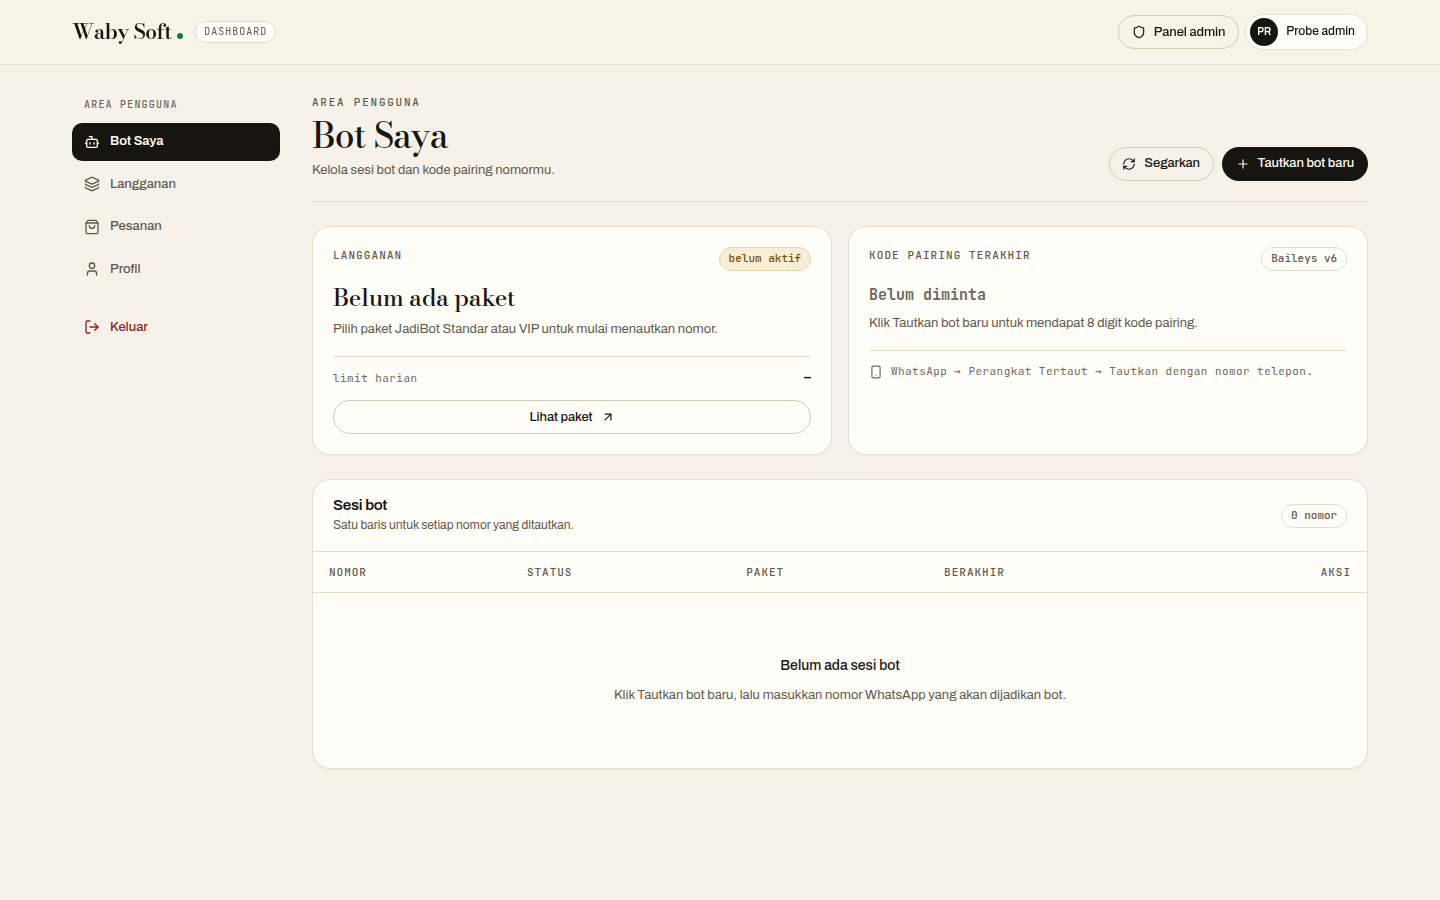 Waby Soft
DASHBOARD
Panel admin
PR
Probe admin
AREA PENGGUNA
Bot Saya
Langganan
Pesanan
Profil
Keluar
AREA PENGGUNA
Bot Saya
Kelola sesi bot dan kode pairing nomormu.
Segarkan
Tautkan bot baru
LANGGANAN
belum aktif
Belum ada paket
Pilih paket JadiBot Standar atau VIP untuk mulai menautkan nomor.
limit harian
—
Lihat paket
KODE PAIRING TERAKHIR
Baileys v6
Belum diminta
Klik Tautkan bot baru untuk mendapat 8 digit kode pairing.
WhatsApp → Perangkat Tertaut → Tautkan dengan nomor telepon.
Sesi bot
Satu baris untuk setiap nomor yang ditautkan.
0 nomor
NOMOR STATUS PAKET BERAKHIR AKSI
Belum ada sesi bot
Klik Tautkan bot baru, lalu masukkan nomor WhatsApp yang akan dijadikan bot.